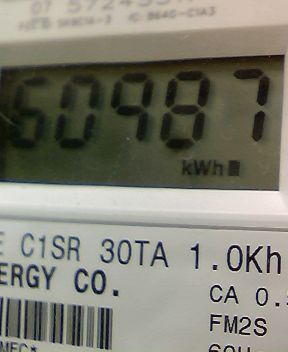 60987
kWh
E C1SR 30TA 1.0Kh
ERGY CO.
CA 0.
FM2S